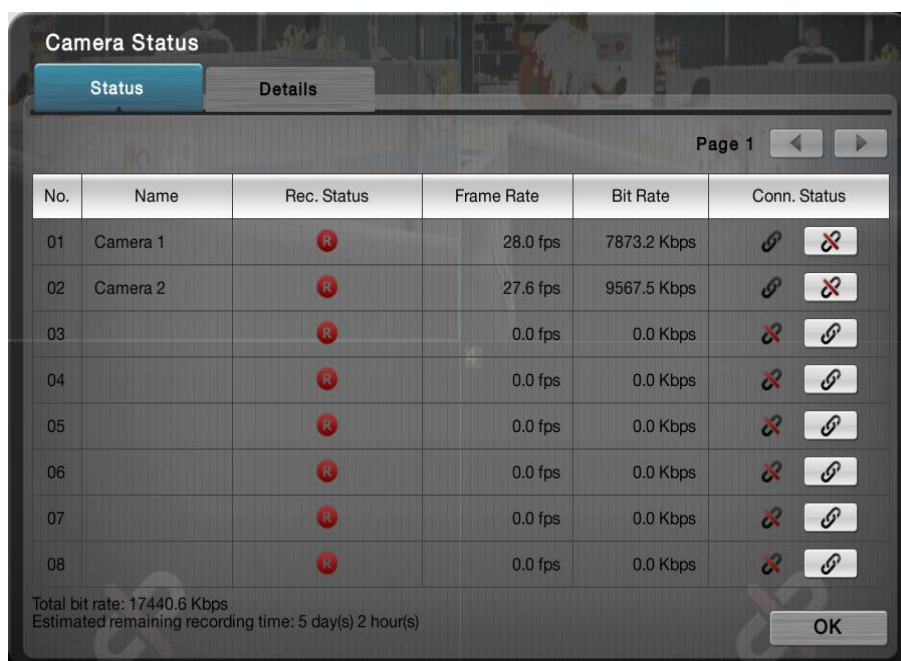 Camera Status
Status Details
Page 1
No. Name Rec. Status Frame Rate Bit Rate Conn. Status
01 Camera 1 R 28.0 fps 7873.2 Kbps
02 Camera 2 R 27.6 fps 9567.5 Kbps
03 R 0.0 fps 0.0 Kbps
4
04 R 0.0 fps 0.0 Kbps
05 R 0.0 fps 0.0 Kbps
06 R 0.0 fps 0.0 Kbps
07 R 0.0 fps 0.0 Kbps
08 R 0.0 fps 0.0 Kbps
Total bit rate: 17440.6 Kbps
Estimated remaining recording time: 5 day(s) 2 hour(s)
OK